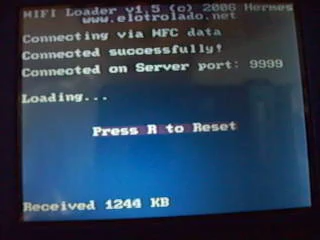 WIFI Loader v1.5 (c) 2006 Hermes
www.elotrolado.net
Connecting via WFC data
Connected successfully!
Connected on Server port: 9999
Loading...
Press R to Reset
Received 1244 KB